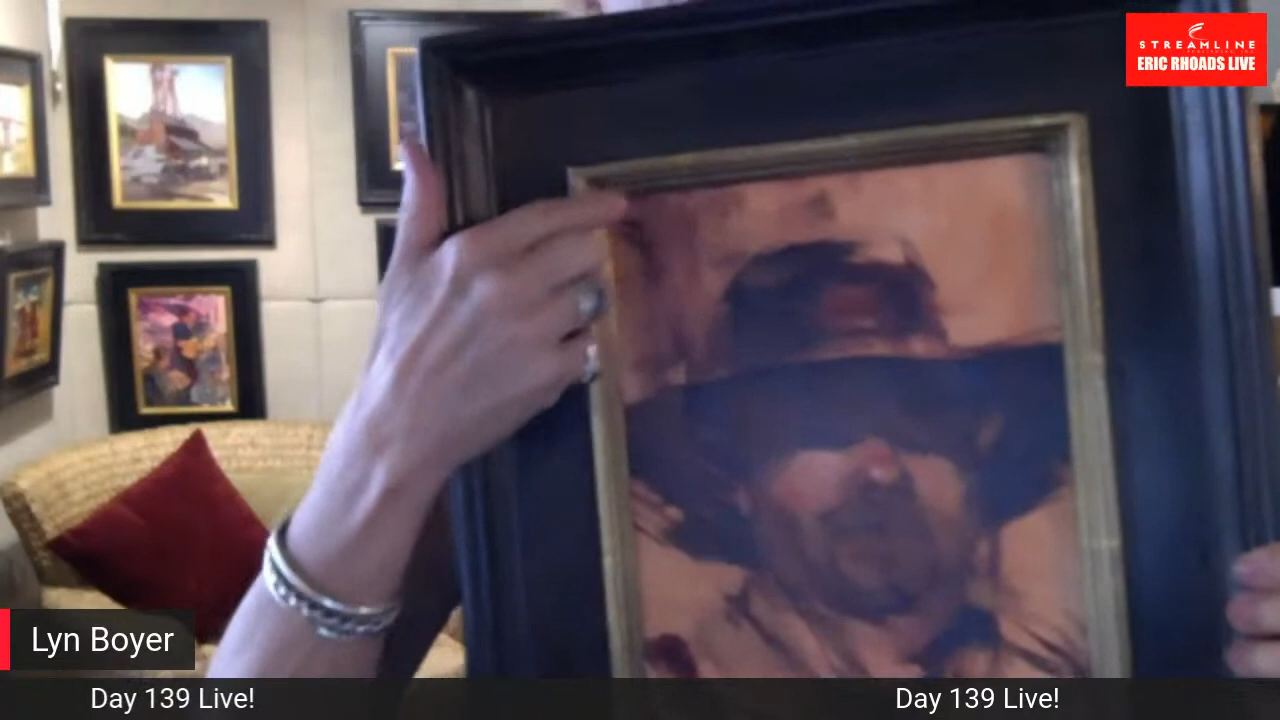 STREAMLINE
ERIC RHOADS LIVE
Lyn Boyer
Day 139 Live!
Day 139 Live!